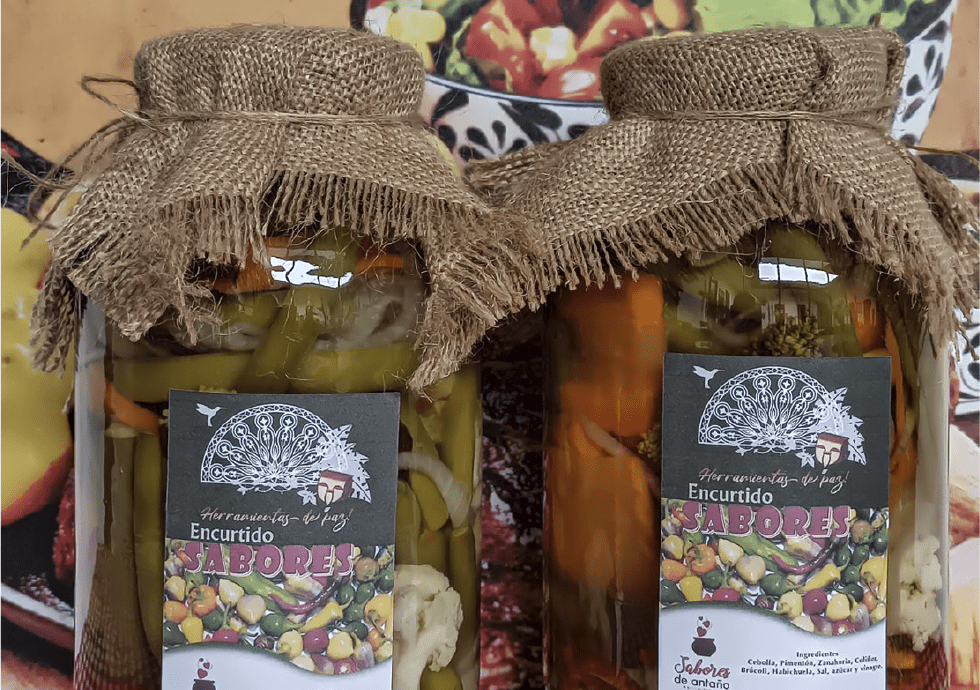 Herramientas de paz!
Encurtido
SABORES
Herramientas de paz!
Encurtido
SABORES
Sabores
de antaño
Ingredientes
Cebolla, Pimentón, Zanahoria, Coliflor,
Brócoli, Habichuela, Sal, azúcar y vinagre.